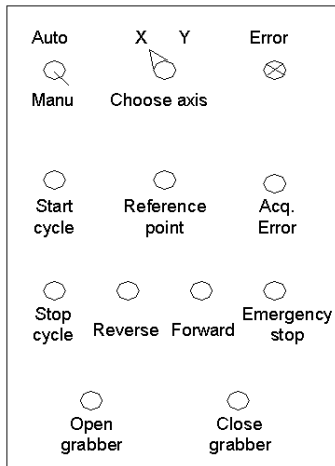 Auto X Y Error
Manu Choose axis
Start Reference Acq.
cycle point Error
Stop Reverse Forward Emergency
cycle stop
Open Close
grabber grabber